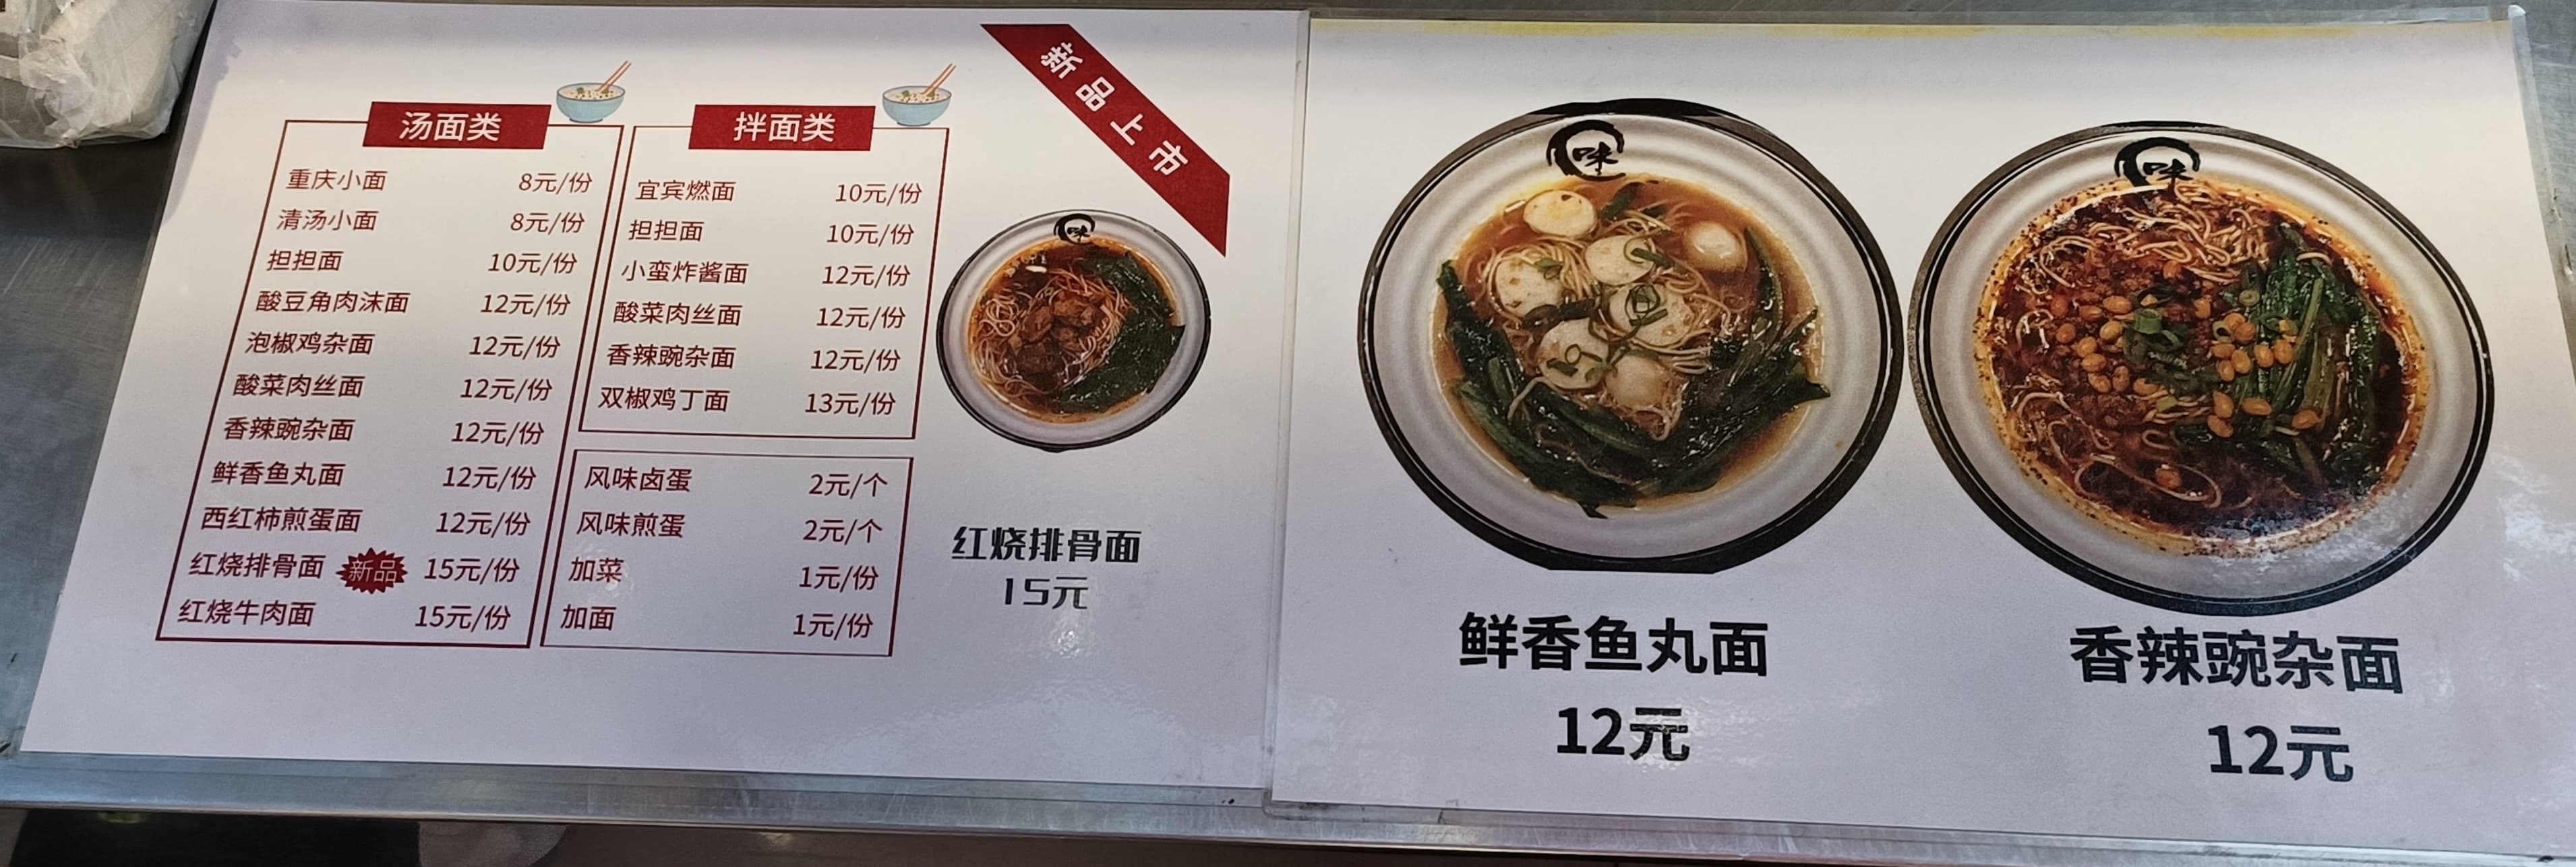 汤面类
重庆小面 8元/份
清汤小面 8元/份
担担面 10元/份
酸豆角肉沫面 12元/份
泡椒鸡杂面 12元/份
酸菜肉丝面 12元/份
香辣豌杂面 12元/份
鲜香鱼丸面 12元/份
西红柿煎蛋面 12元/份
红烧排骨面 新品 15元/份
红烧牛肉面 15元/份
拌面类
宜宾燃面 10元/份
担担面 10元/份
小蛮炸酱面 12元/份
酸菜肉丝面 12元/份
香辣豌杂面 12元/份
双椒鸡丁面 13元/份
风味卤蛋 2元/个
风味煎蛋 2元/个
加菜 1元/份
加面 1元/份
新品上市
味
红烧排骨面
15元
味
鲜香鱼丸面
12元
味
香辣豌杂面
12元